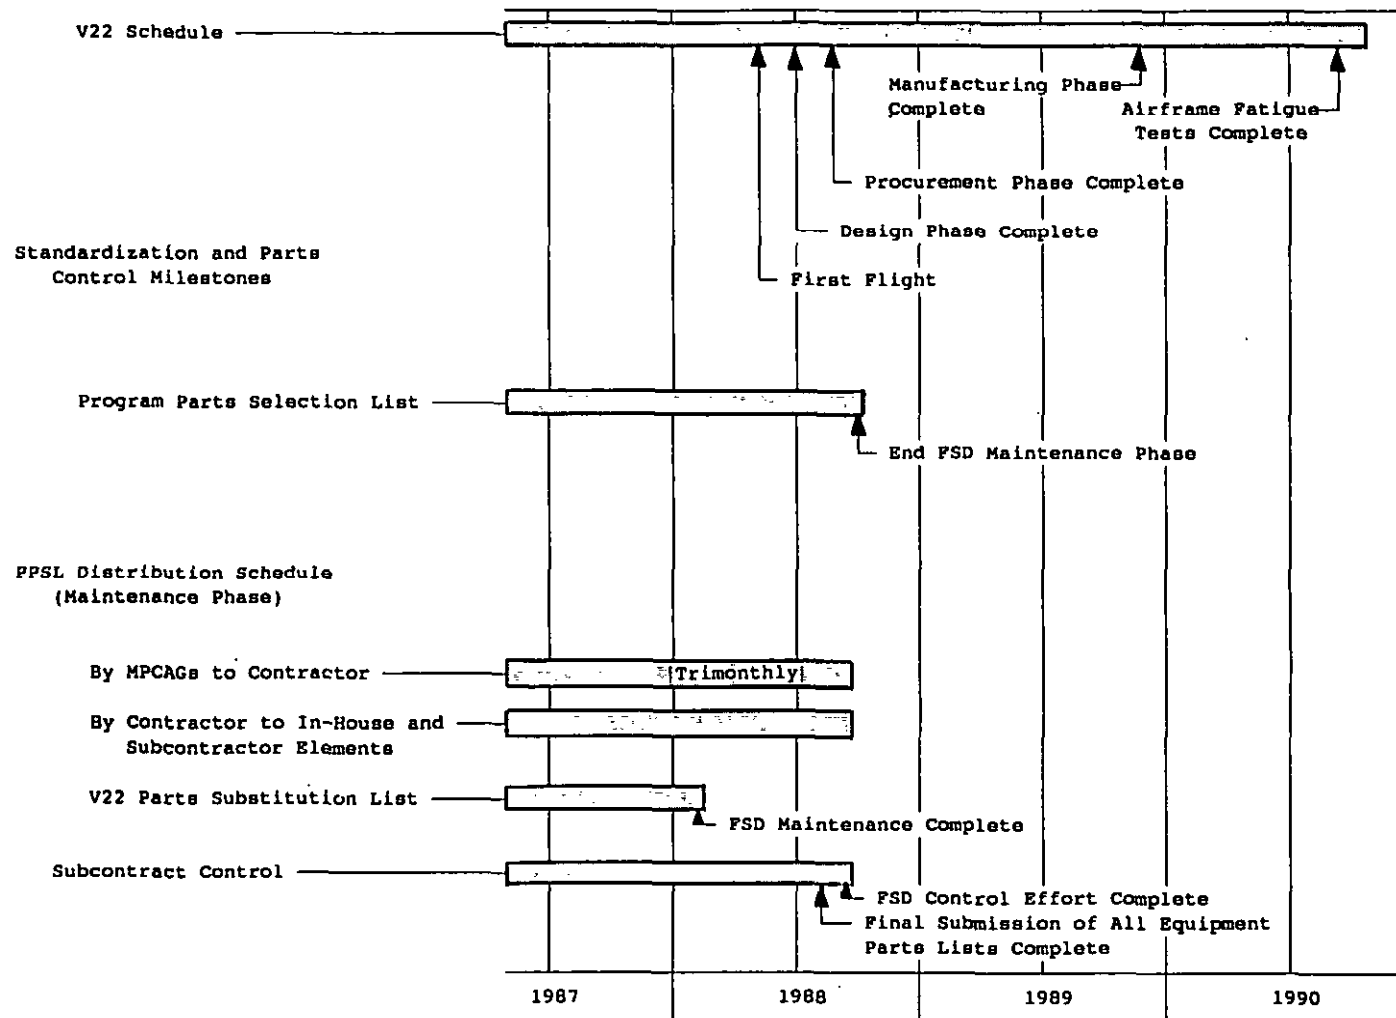 V22 Schedule
Manufacturing Phase
Complete
Airframe Fatigue
Tests Complete
Procurement Phase Complete
Design Phase Complete
First Flight
Standardization and Parts
Control Milestones
Program Parts Selection List
End FSD Maintenance Phase
PPSL Distribution Schedule
(Maintenance Phase)
By MPCAGs to Contractor
Trimonthly
By Contractor to In-House and
Subcontractor Elements
V22 Parts Substitution List
FSD Maintenance Complete
Subcontract Control
FSD Control Effort Complete
Final Submission of All Equipment
Parts Lists Complete
1987 1988 1989 1990